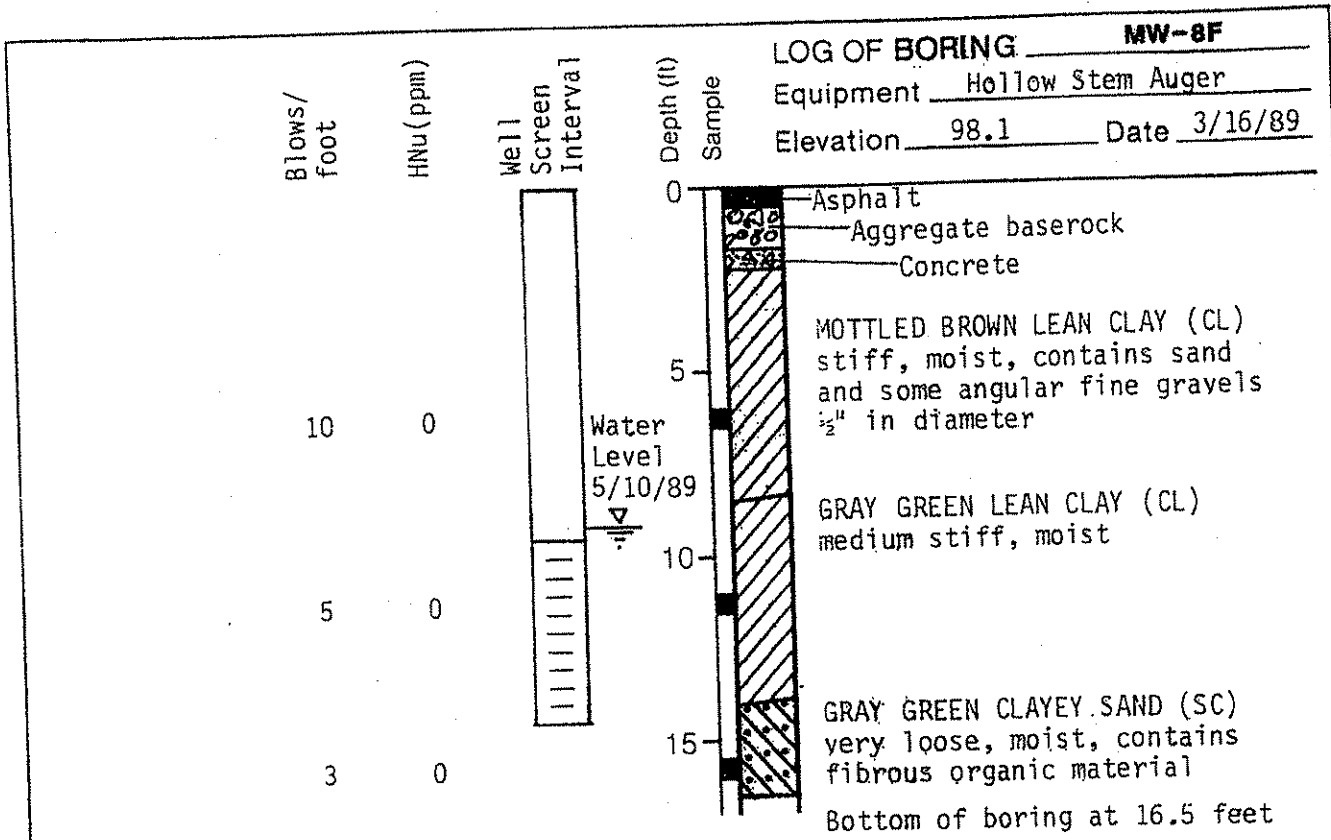 LOG OF BORING MW-8F
Equipment Hollow Stem Auger
Elevation 98.1 Date 3/16/89
Blows/
foot
HNu(ppm)
Well
Screen
Interval
Depth (ft)
Sample
0
Asphalt
Aggregate baserock
Concrete
MOTTLED BROWN LEAN CLAY (CL)
stiff, moist, contains sand
and some angular fine gravels
½" in diameter
5
10 0
Water
Level
5/10/89
GRAY GREEN LEAN CLAY (CL)
medium stiff, moist
10
5 0
GRAY GREEN CLAYEY SAND (SC)
very loose, moist, contains
fibrous organic material
15
3 0
Bottom of boring at 16.5 feet